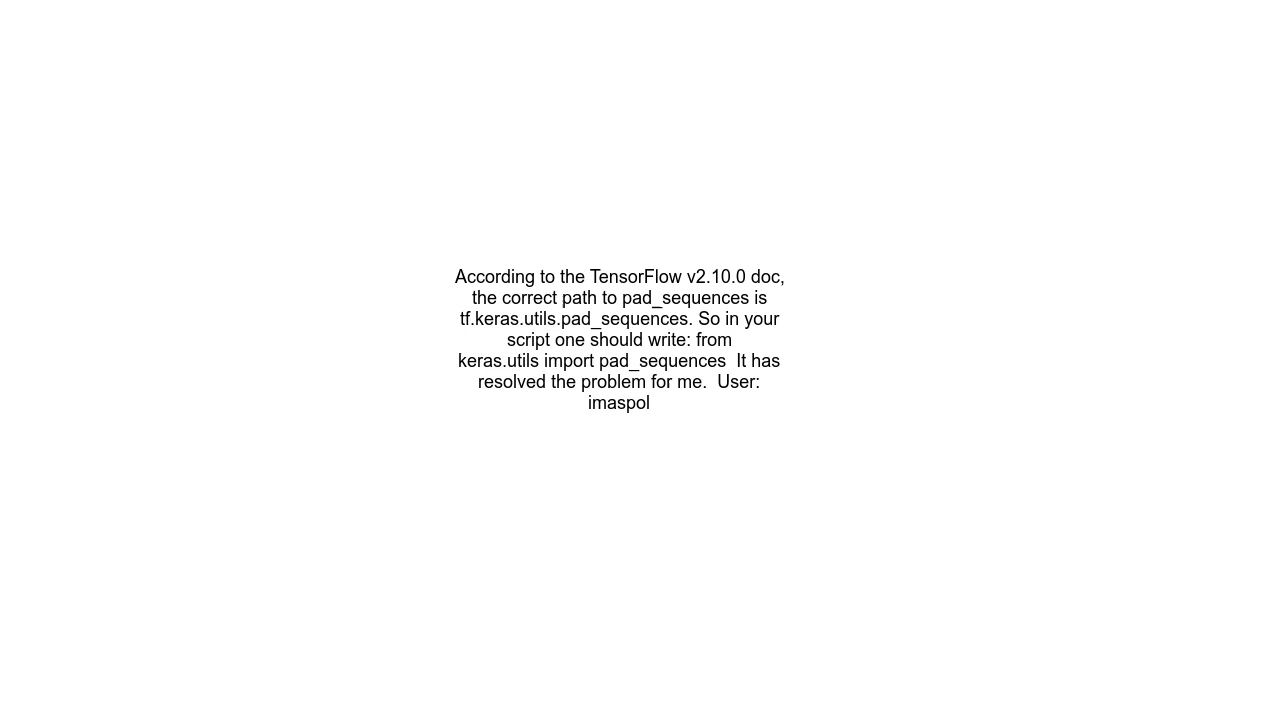 According to the TensorFlow v2.10.0 doc,
the correct path to pad_sequences is
tf.keras.utils.pad_sequences. So in your
script one should write: from
keras.utils import pad_sequences  It has
resolved the problem for me.  User:
imaspol